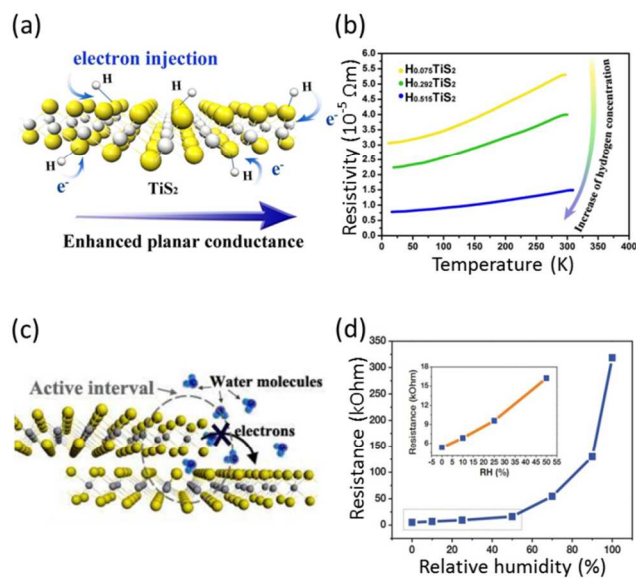 (a)
electron injection
H
H
H
e-
e-
H
H
e-
e-
TiS2
Enhanced planar conductance
(b)
H0.075TiS2
H0.292TiS2
H0.515TiS2
6.0
5.5
5.0
4.5
4.0
3.5
3.0
2.5
2.0
1.5
1.0
0.5
0.0
Resistivity (10-5 Ωm)
0 50 100 150 200 250 300 350 400
Temperature (K)
Increase of hydrogen concentration
(c)
Active interval
Water molecules
electrons
(d)
350
300
250
200
150
100
50
0
Resistance (kOhm)
18
15
12
9
6
Resistance (kOhm)
-5 0 5 10 15 20 25 30 35 40 45 50 55
RH (%)
0 20 40 60 80 100
Relative humidity (%)